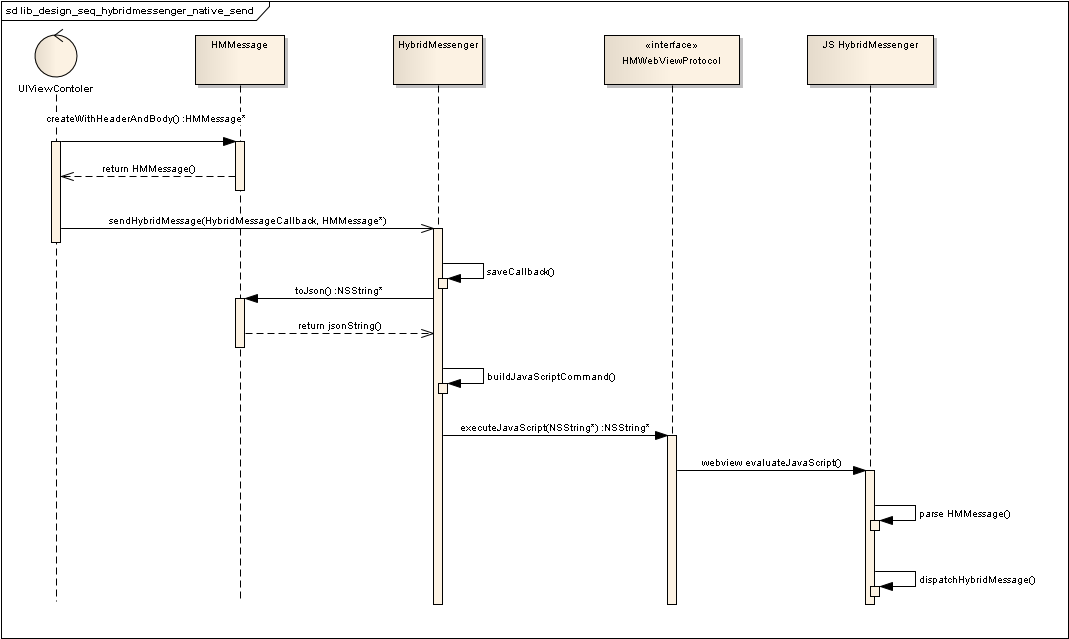 sd lib_design_seq_hybridmessenger_native_send
HMMessage
HybridMessenger
«interface»
HMWebViewProtocol
JS HybridMessenger
UIViewContoler
createWithHeaderAndBody() :HMMessage*
return HMMessage()
sendHybridMessage(HybridMessageCallback, HMMessage*)
saveCallback()
toJson() :NSString*
return jsonString()
buildJavaScriptCommand()
executeJavaScript(NSString*) :NSString*
webview evaluateJavaScript()
parse HMMessage()
dispatchHybridMessage()